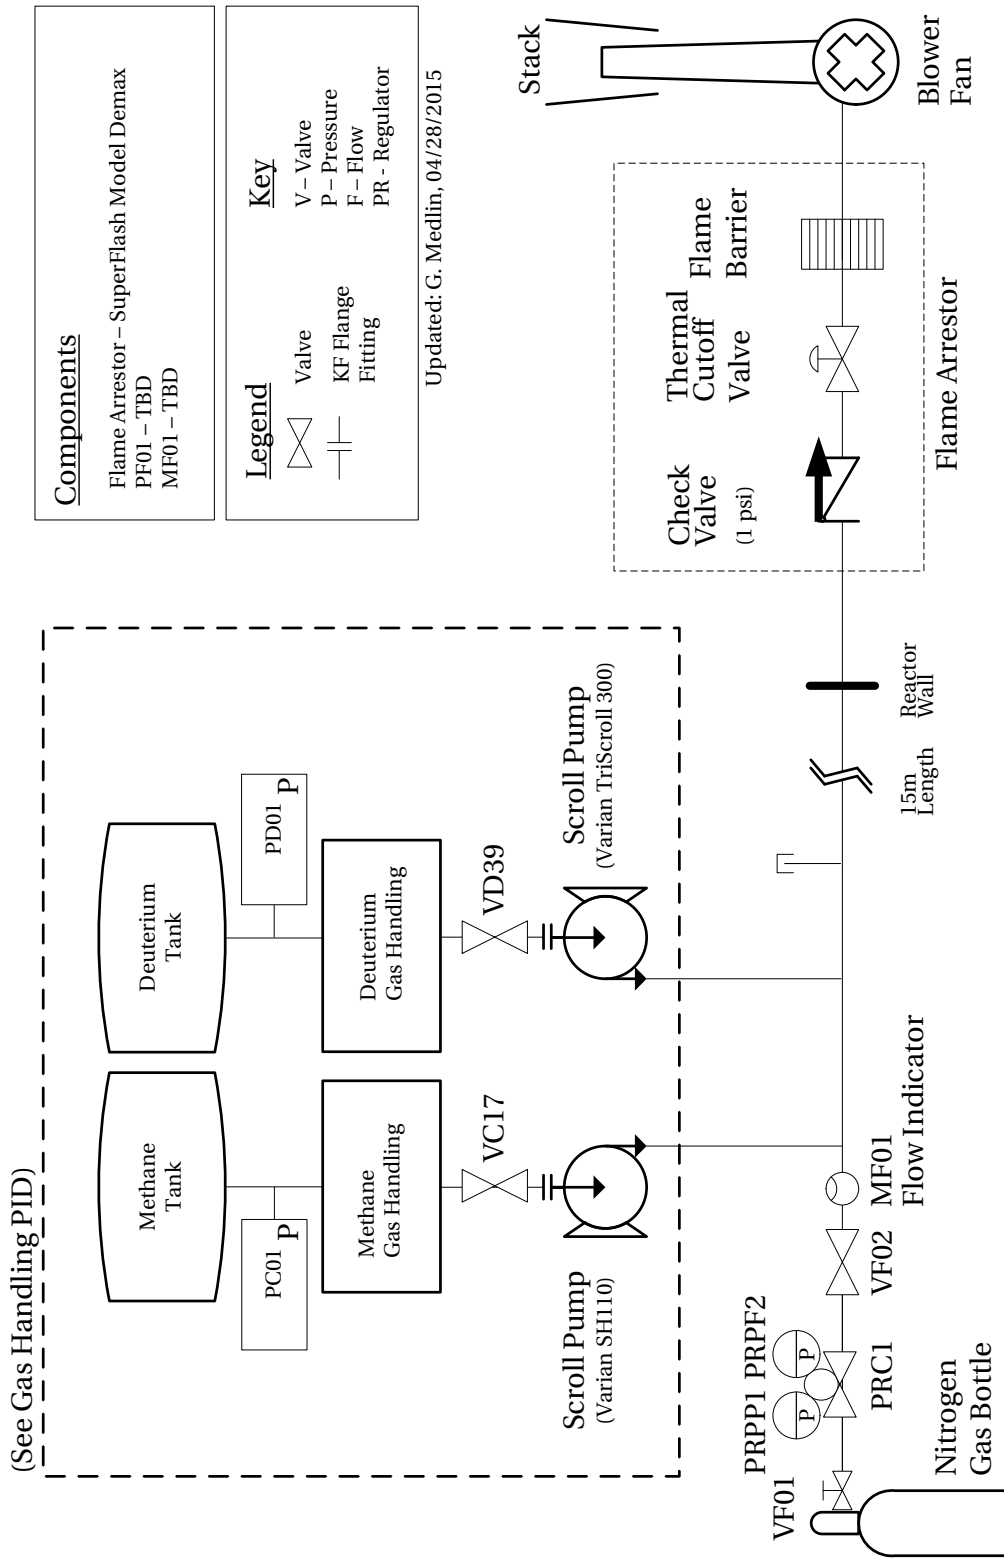 (See Gas Handling PID)
Methane
Tank
Deuterium
Tank
PC01
P
PD01
P
Methane
Gas Handling
Deuterium
Gas Handling
VC17
VD39
Scroll Pump
(Varian SH110)
Scroll Pump
(Varian TriScroll 300)
Components
Flame Arrestor – SuperFlash Model Demax
PF01 – TBD
MF01 – TBD
Legend
Valve
KF Flange
Fitting
Key
V – Valve
P – Pressure
F – Flow
PR - Regulator
Updated: G. Medlin, 04/28/2015
Stack
Blower
Fan
Check
Valve
(1 psi)
Thermal
Cutoff
Valve
Flame
Barrier
Flame Arrestor
VF01
PRPP1
PRPF2
P
P
PRC1
VF02
MF01
Flow Indicator
15m
Length
Reactor
Wall
Nitrogen
Gas Bottle